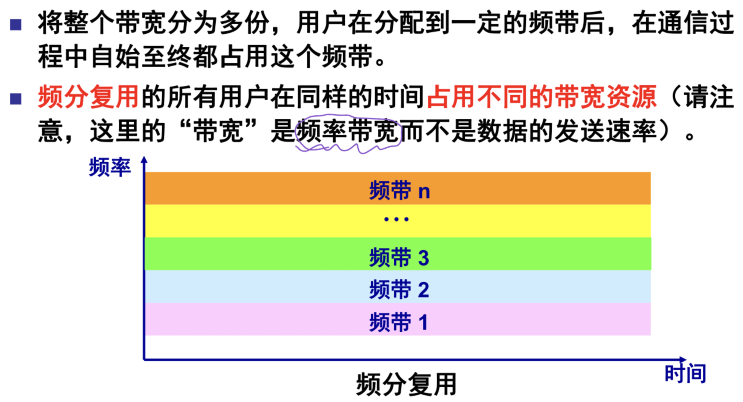 将整个带宽分为多份，用户在分配到一定的频带后，在通信过
程中自始至终都占用这个频带。
频分复用的所有用户在同样的时间占用不同的带宽资源（请注
意，这里的“带宽”是频率带宽而不是数据的发送速率）。
频率
频带 n
···
频带 3
频带 2
频带 1
时间
频分复用